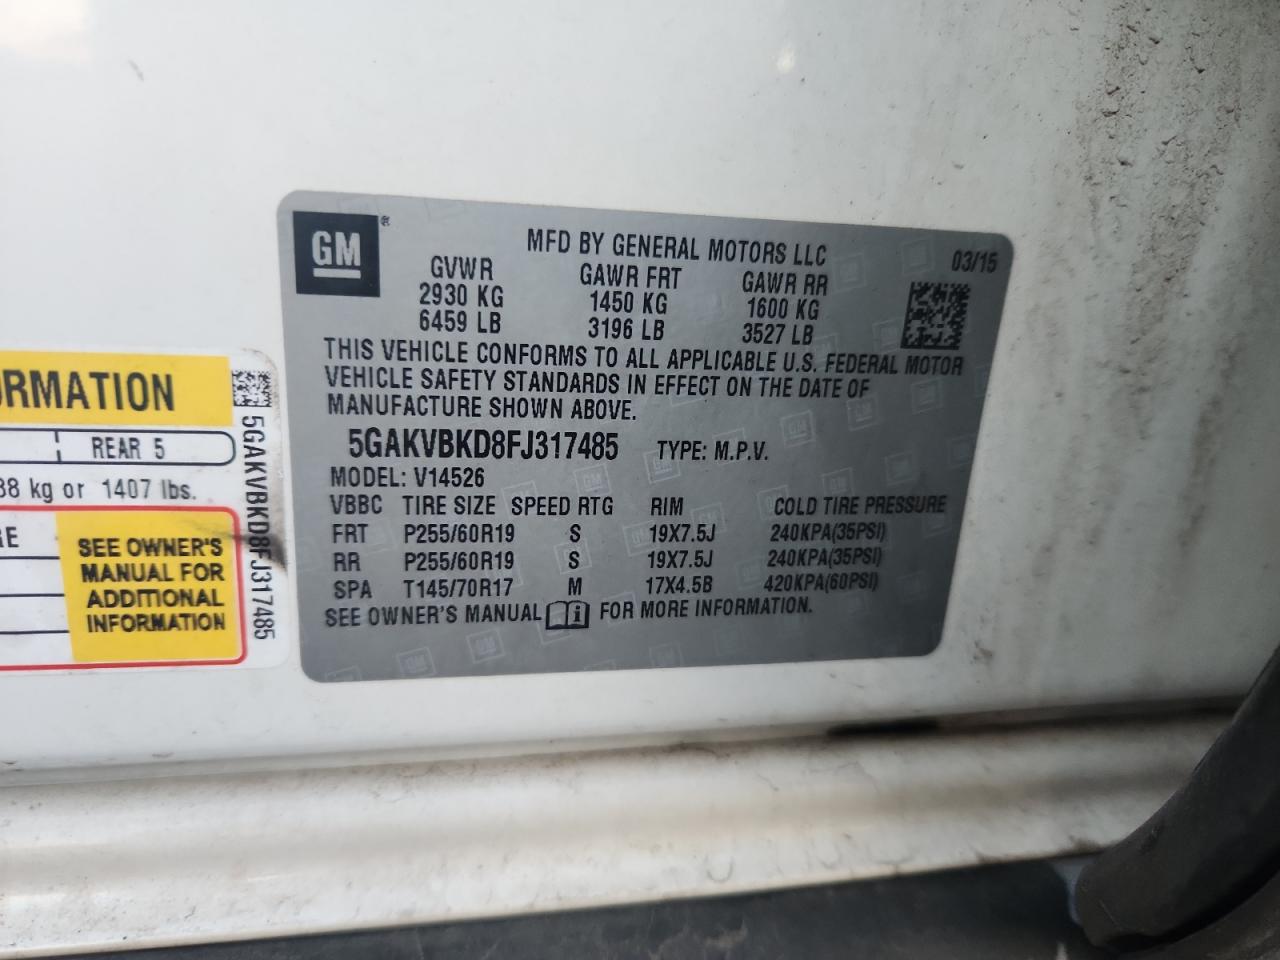 GM ®
MFD BY GENERAL MOTORS LLC
03/15
GVWR GAWR FRT GAWR RR
2930 KG 1450 KG 1600 KG
6459 LB 3196 LB 3527 LB
THIS VEHICLE CONFORMS TO ALL APPLICABLE U.S. FEDERAL MOTOR
VEHICLE SAFETY STANDARDS IN EFFECT ON THE DATE OF
MANUFACTURE SHOWN ABOVE.
5GAKVBKD8FJ317485 TYPE: M.P.V.
MODEL: V14526
VBBC TIRE SIZE SPEED RTG RIM COLD TIRE PRESSURE
FRT P255/60R19 S 19X7.5J 240KPA(35PSI)
RR P255/60R19 S 19X7.5J 240KPA(35PSI)
SPA T145/70R17 M 17X4.5B 420KPA(60PSI)
SEE OWNER'S MANUAL FOR MORE INFORMATION.
ORMATION
REAR 5
38 kg or 1407 lbs.
RE
SEE OWNER'S
MANUAL FOR
ADDITIONAL
INFORMATION
5GAKVBKD8FJ317485